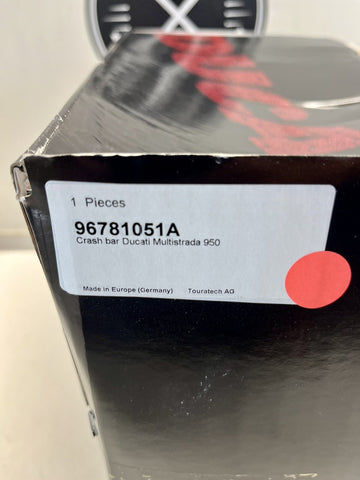 1 Pieces
96781051A
Crash bar Ducati Multistrada 950
Made in Europe (Germany) Touratech AG